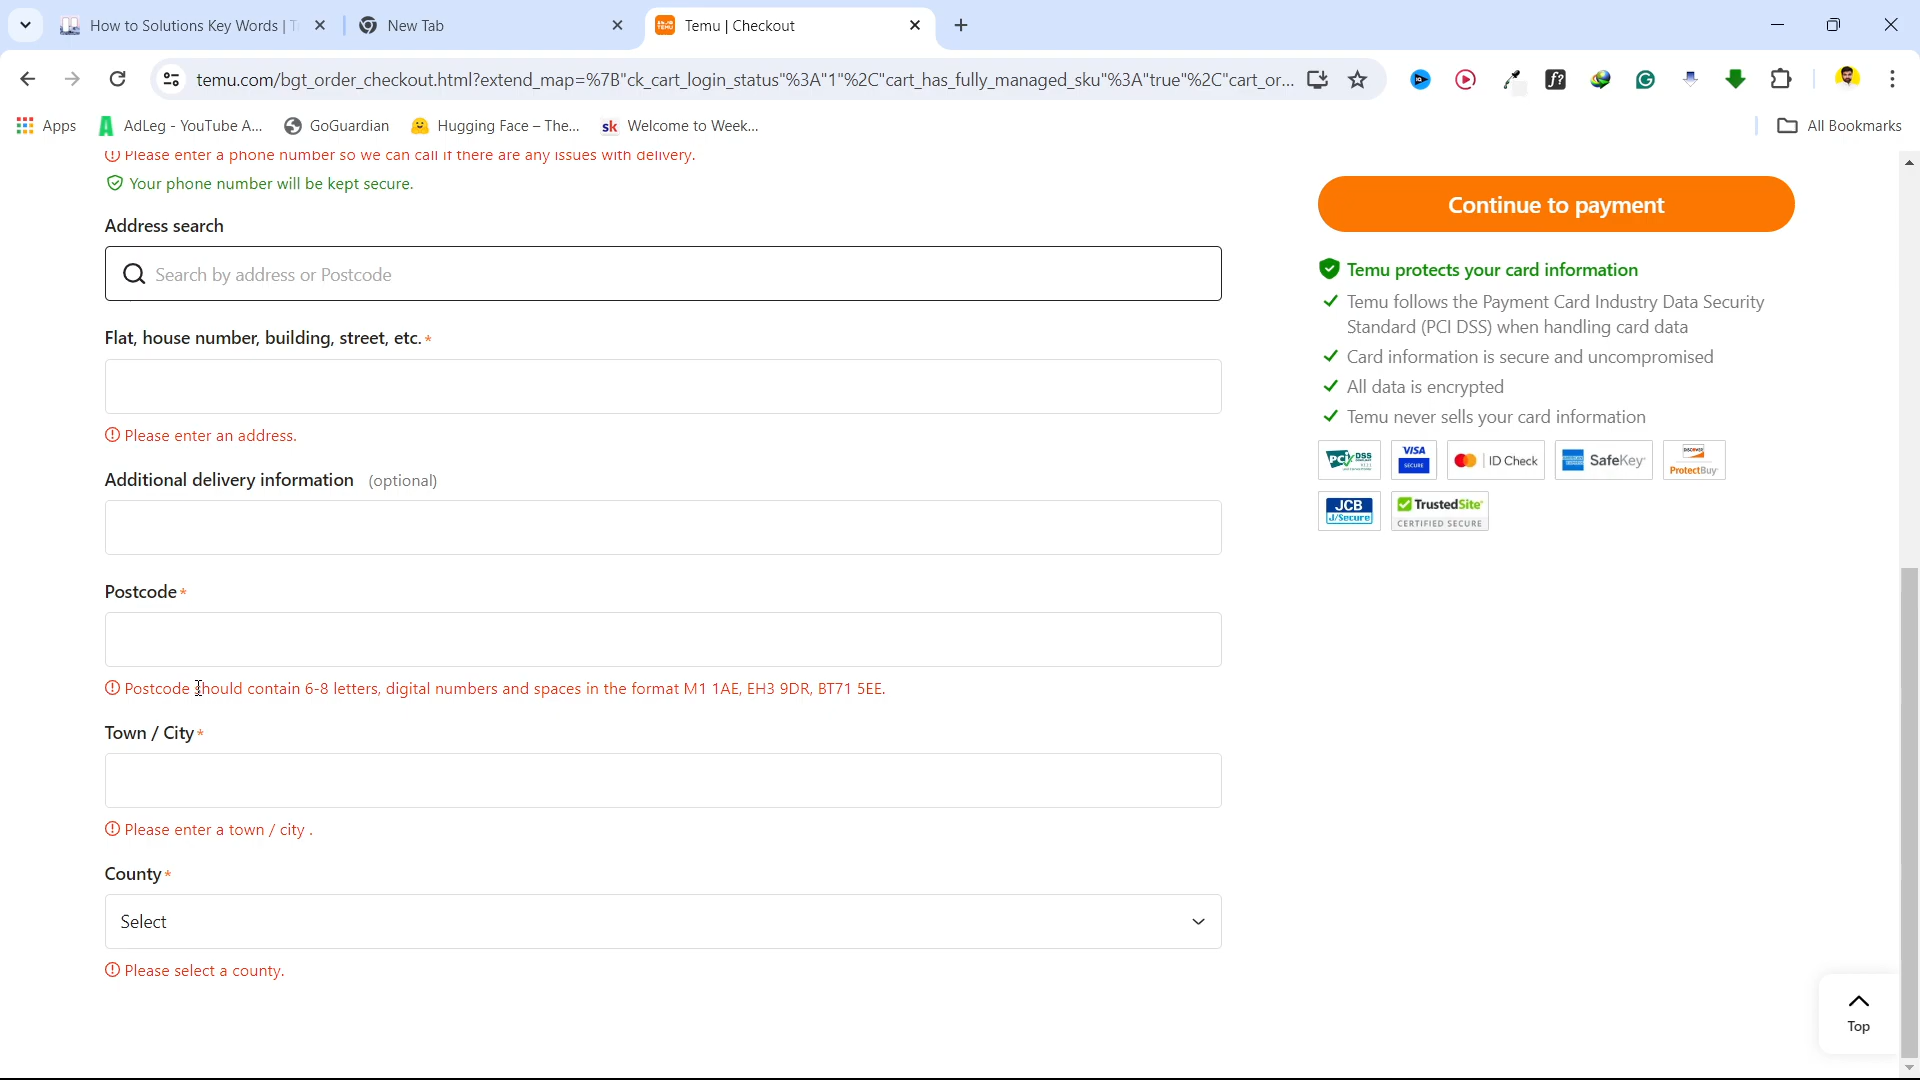 How to Solutions Key Words | T
New Tab
Temu | Checkout
temu.com/bgt_order_checkout.html?extend_map=%7B"ck_cart_login_status"%3A"1"%2C"cart_has_fully_managed_sku"%3A"true"%2C"cart_or...
Apps
AdLeg - YouTube A...
GoGuardian
Hugging Face – The...
sk Welcome to Week...
All Bookmarks
Please enter a phone number so we can call if there are any issues with delivery.
Your phone number will be kept secure.
Address search
Search by address or Postcode
Flat, house number, building, street, etc.*
Please enter an address.
Additional delivery information (optional)
Postcode*
Postcode should contain 6-8 letters, digital numbers and spaces in the format M1 1AE, EH3 9DR, BT71 5EE.
Town / City*
Please enter a town / city .
County*
Select
Please select a county.
Continue to payment
Temu protects your card information
Temu follows the Payment Card Industry Data Security
Standard (PCI DSS) when handling card data
Card information is secure and uncompromised
All data is encrypted
Temu never sells your card information
PCI DSS
VISA
SECURE
ID Check
SafeKey
DISCOVER
ProtectBuy
JCB
J/Secure
TrustedSite
CERTIFIED SECURE
Top